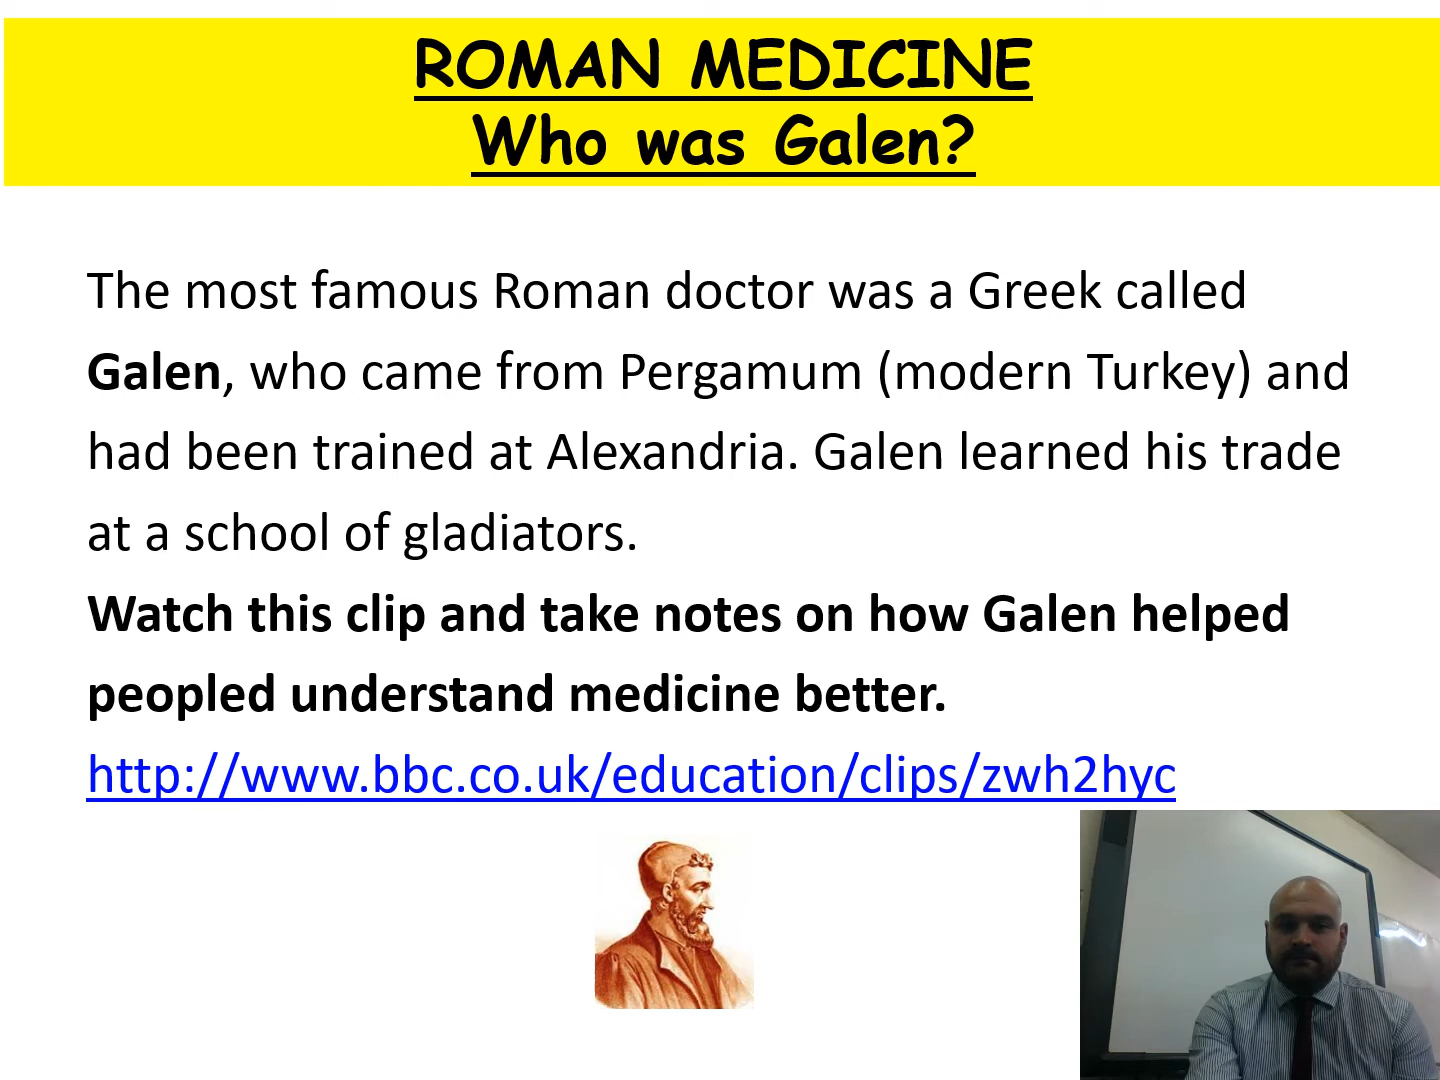 ROMAN MEDICINE
Who was Galen?
The most famous Roman doctor was a Greek called
Galen, who came from Pergamum (modern Turkey) and
had been trained at Alexandria. Galen learned his trade
at a school of gladiators.
Watch this clip and take notes on how Galen helped
peopled understand medicine better.
http://www.bbc.co.uk/education/clips/zwh2hyc